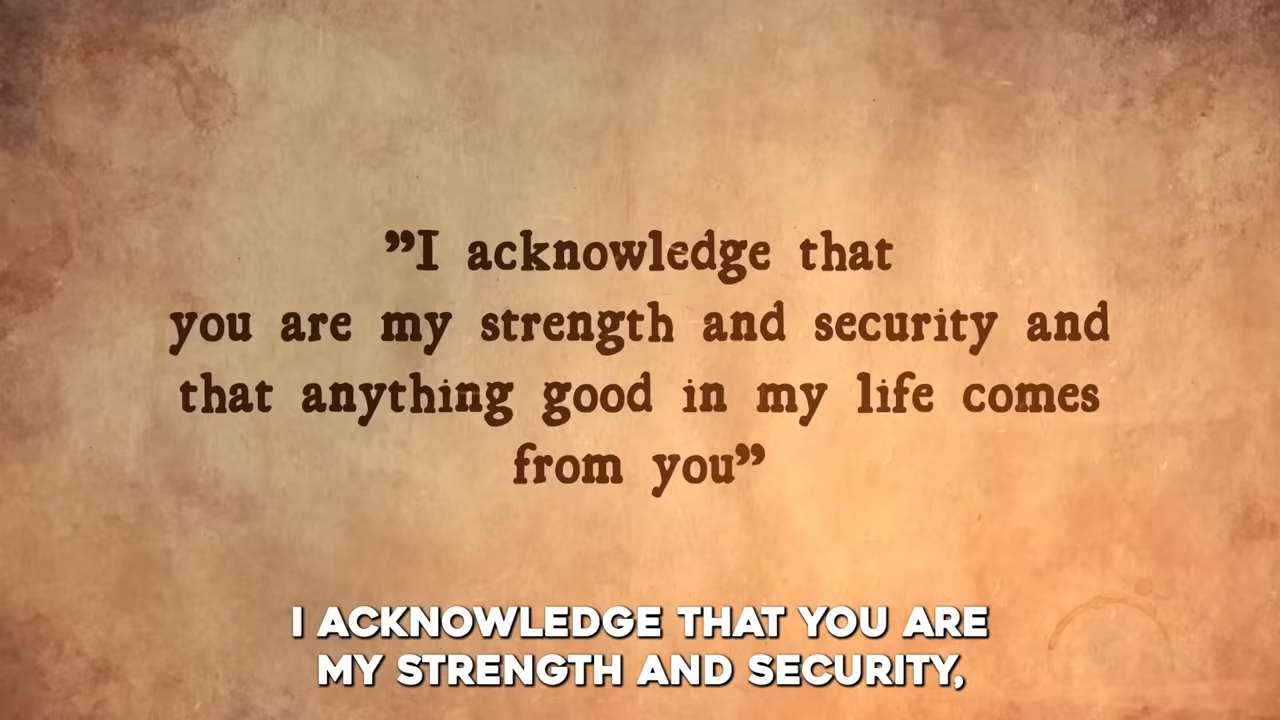 ”I acknowledge that
you are my strength and security and
that anything good in my life comes
from you”
I ACKNOWLEDGE THAT YOU ARE
MY STRENGTH AND SECURITY,